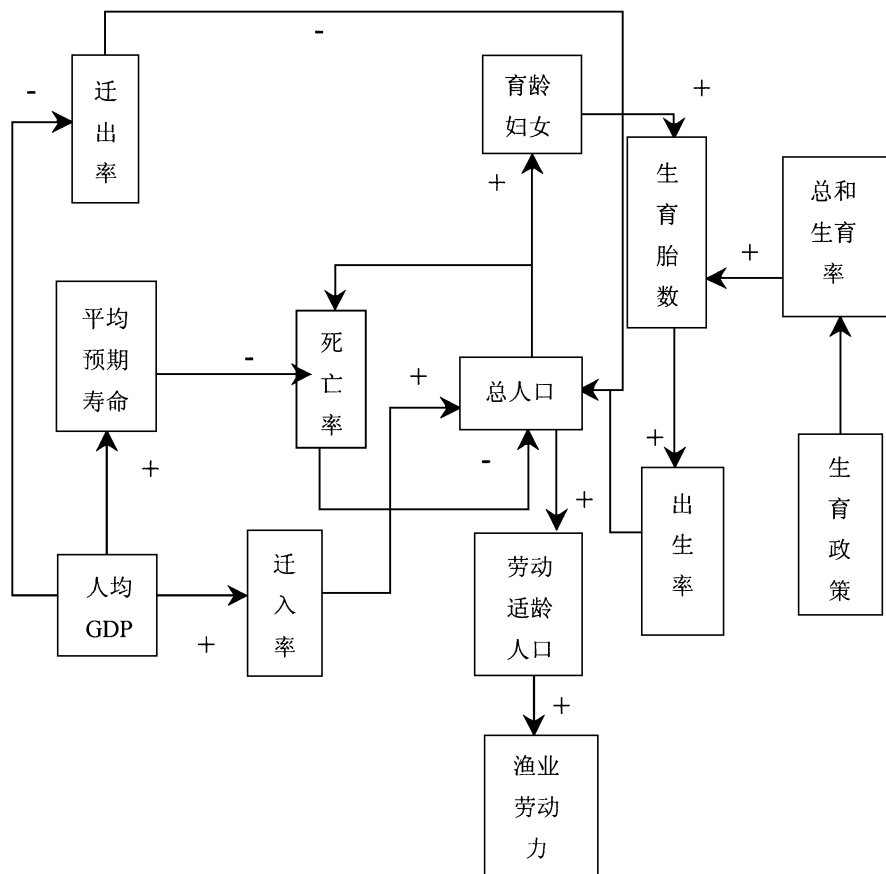 -
-
迁
出
率
育龄
妇女
+
+
生
育
胎
数
总和
生育
率
+
平均
预期
寿命
-
死
亡
率
+
总人口
-
+
+
+
出
生
率
生
育
政
策
人均
GDP
+
迁
入
率
劳动
适龄
人口
+
渔业
劳动
力